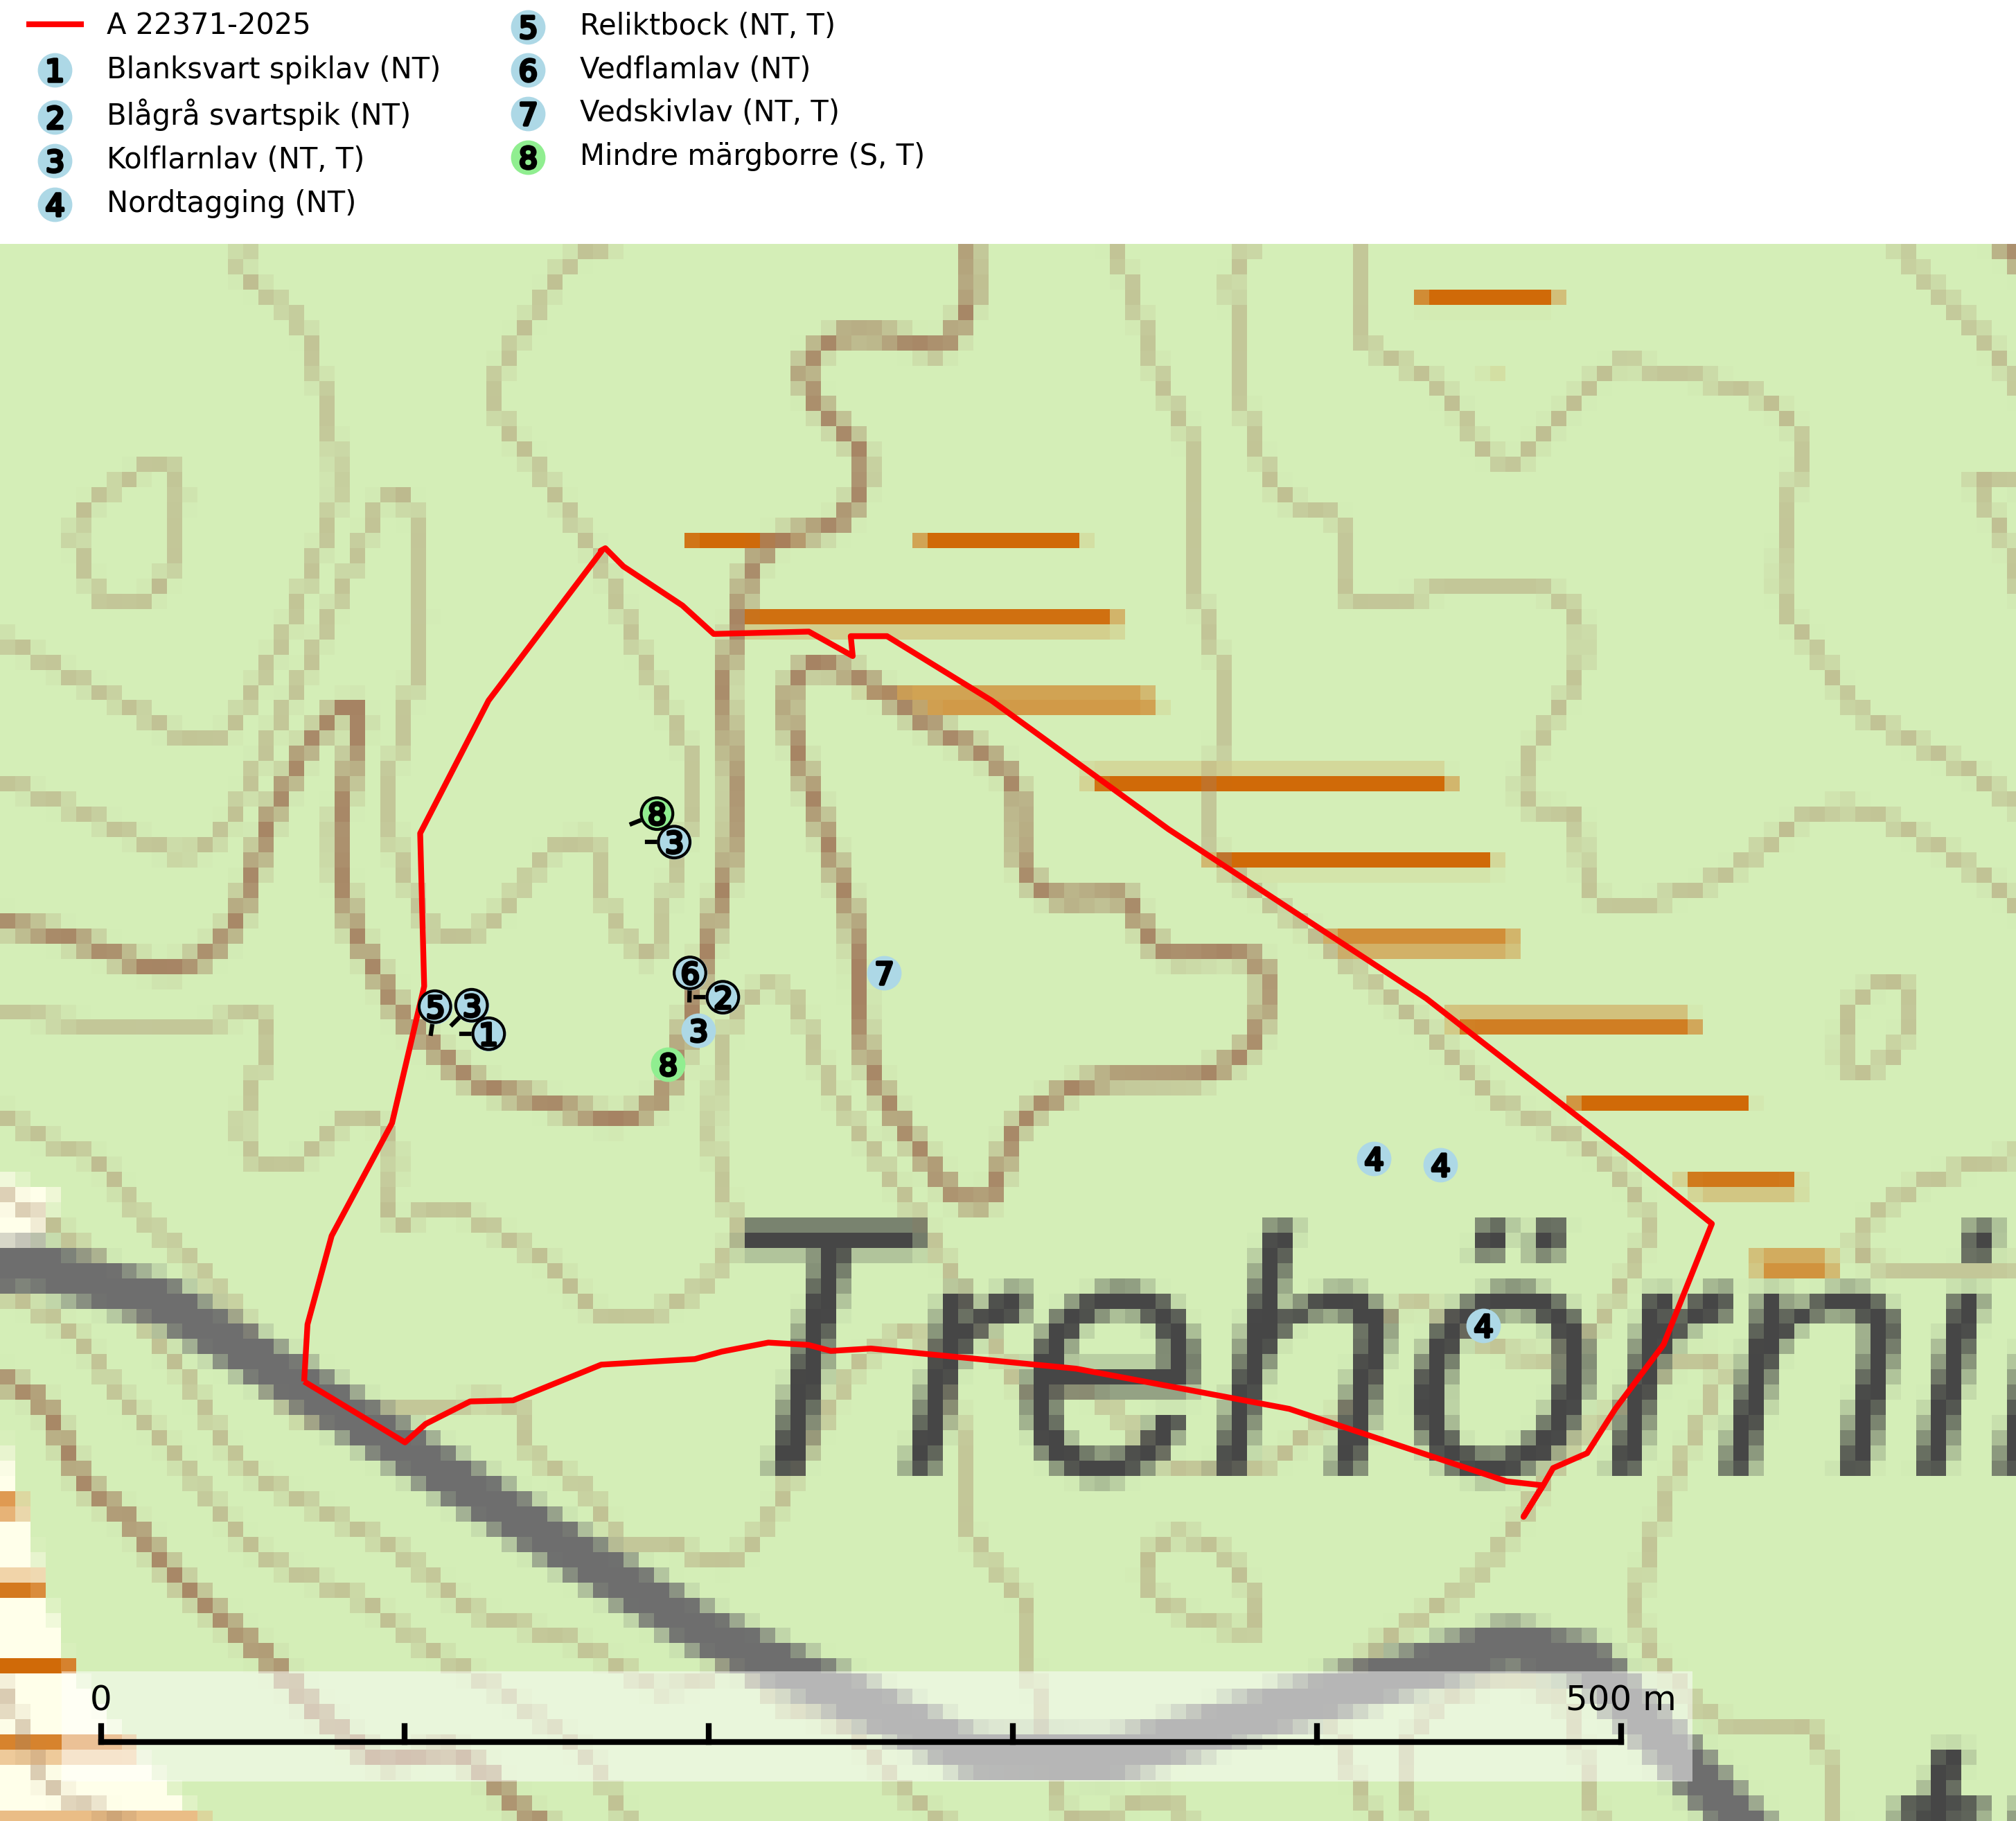 A 22371-2025
1 Blanksvart spiklav (NT)
2 Blågrå svartspik (NT)
3 Kolflarnlav (NT, T)
4 Nordtagging (NT)
5 Reliktbock (NT, T)
6 Vedflamlav (NT)
7 Vedskivlav (NT, T)
8 Mindre märgborre (S, T)
8
3
6
7
2
5 3
1
3
8
4 4
4
Trehörni
0 500 m